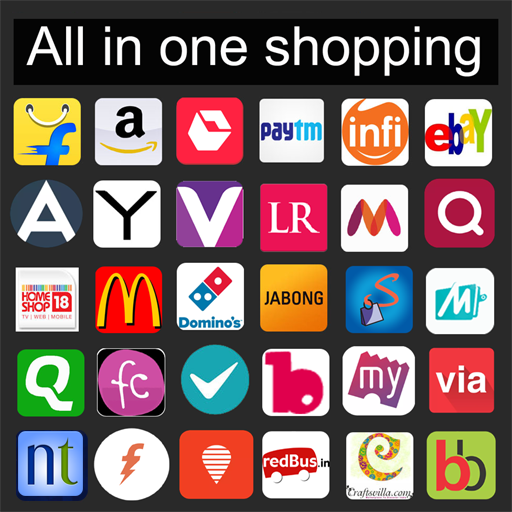 All in one shopping
f
a
paytm
infi
ebay
A
Y
V
LR
M
Q
HOME
SHOP 18
TV | WEB | MOBILE
M
Domino's
JABONG
S
M
Q
fc
b
my
via
nt
f
redBus.in
e
Craftsvilla.com
bb